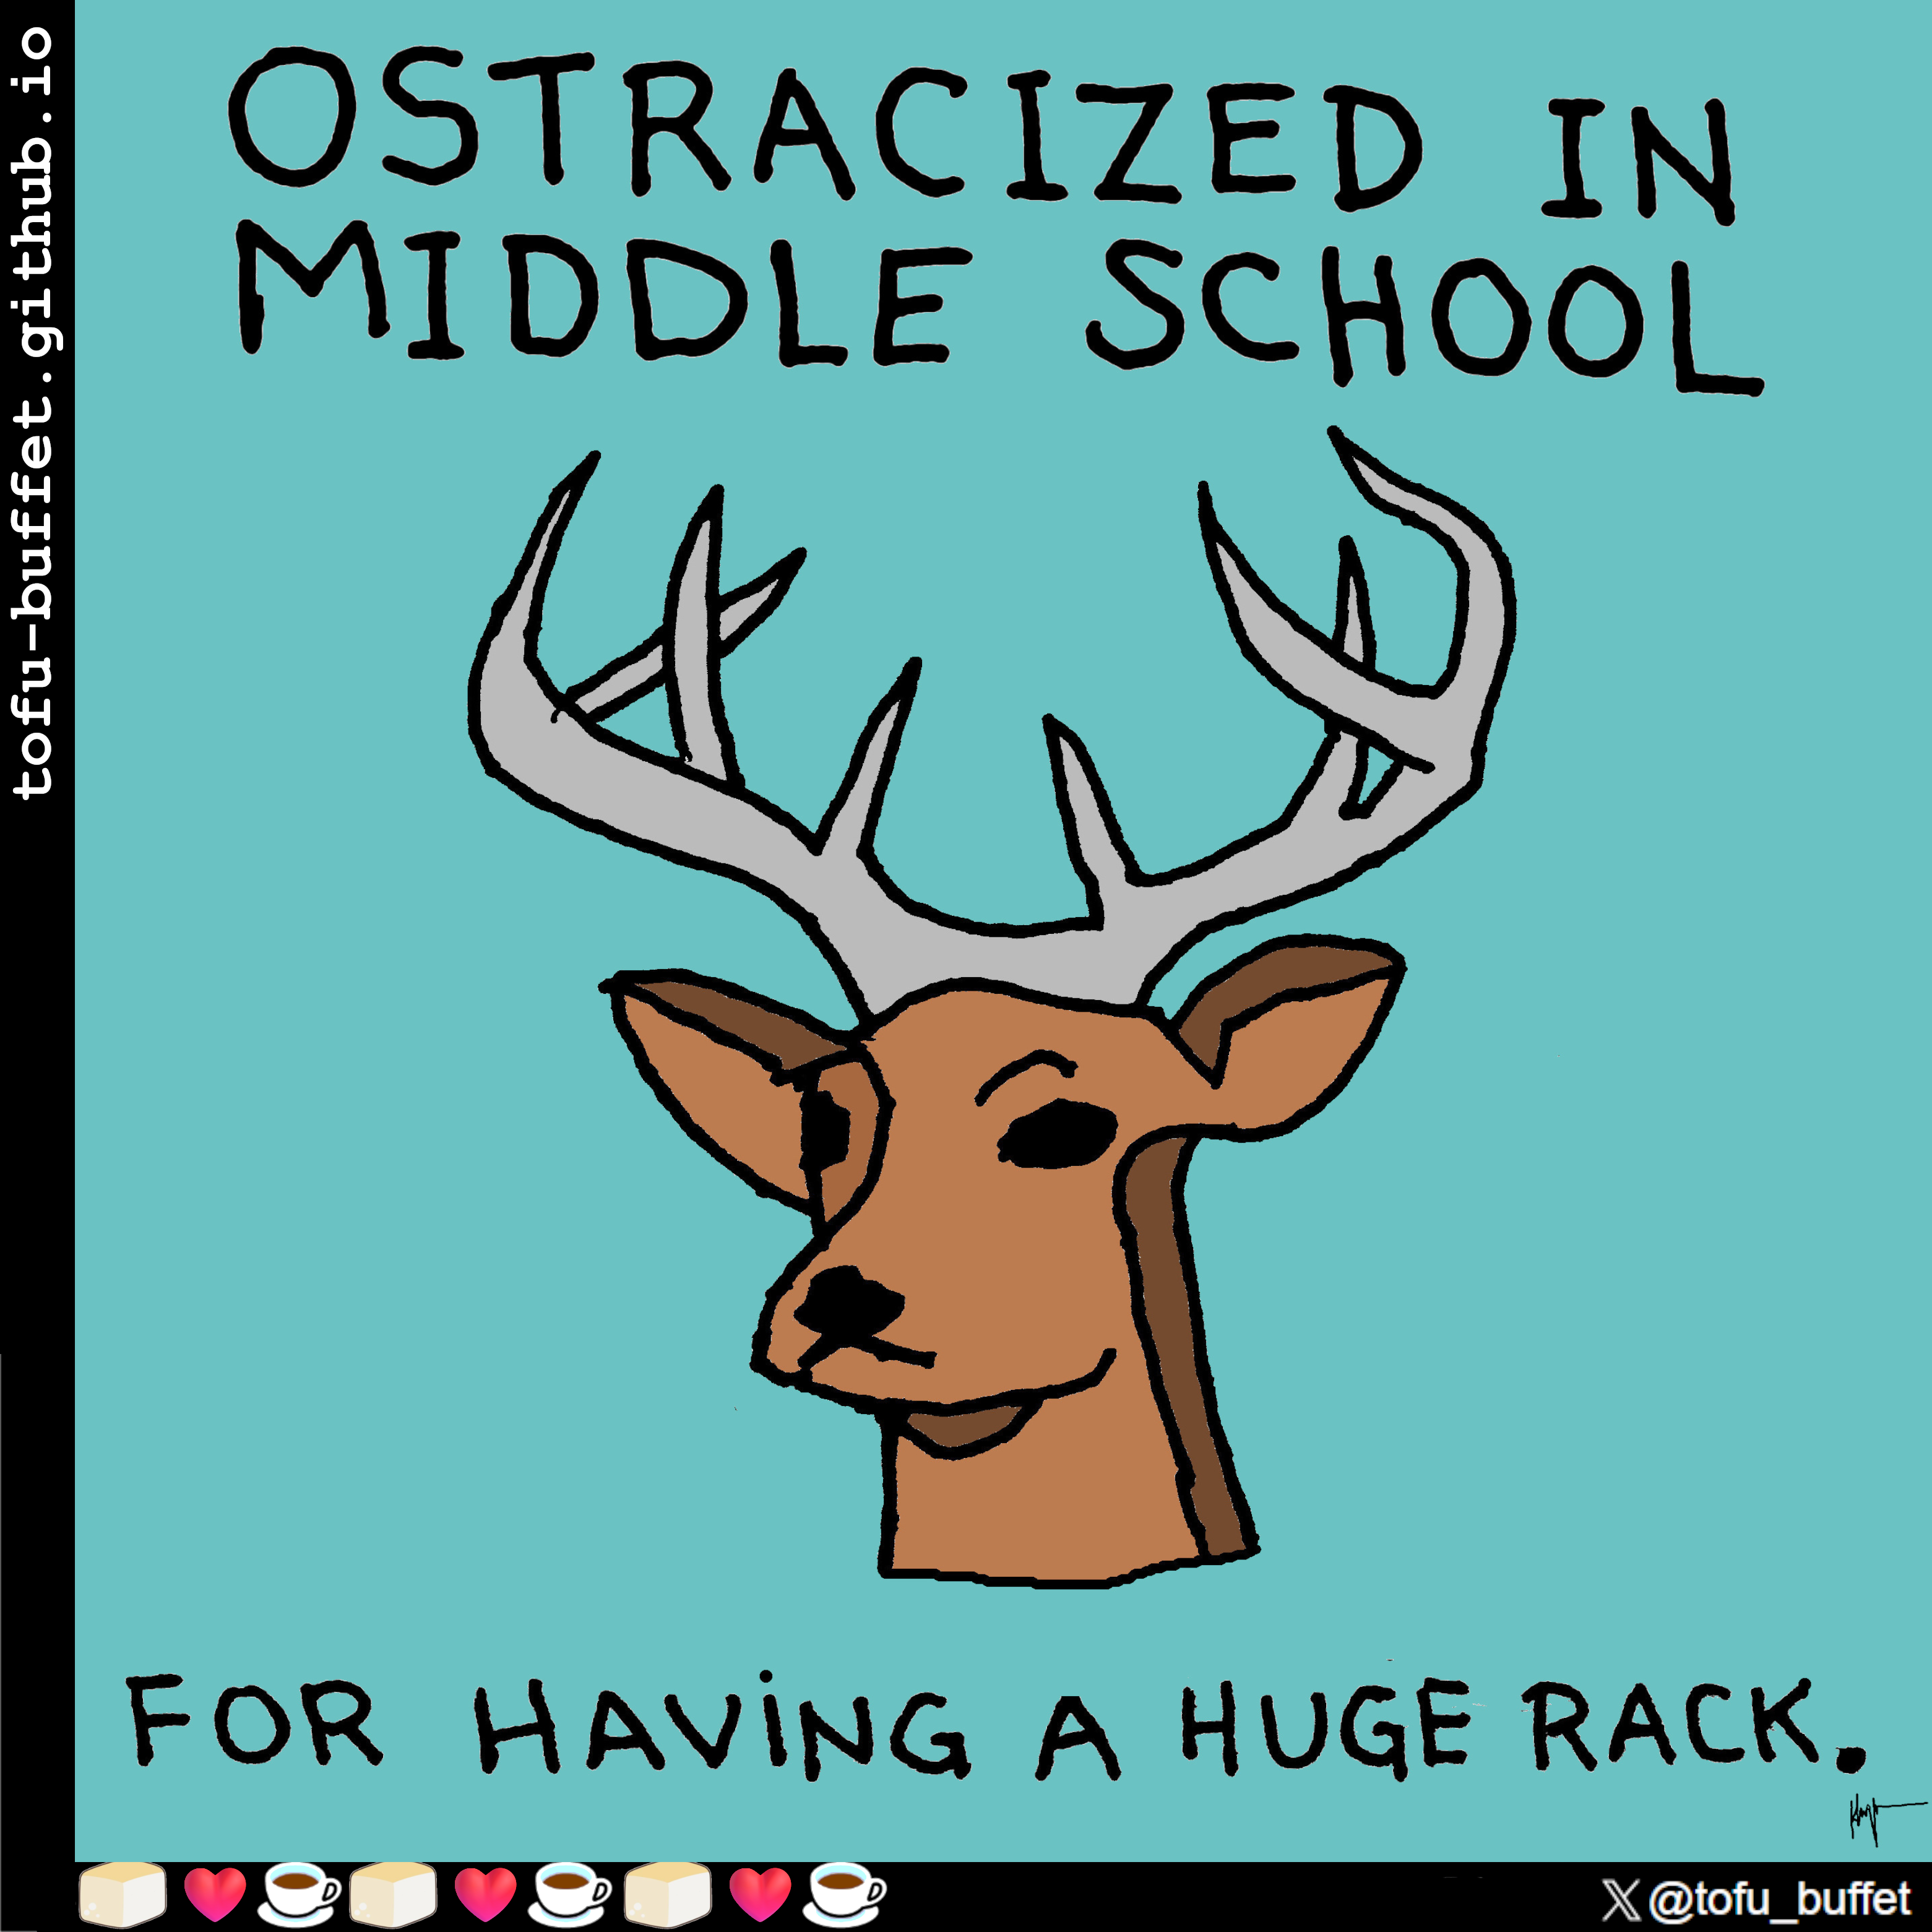 OSTRACIZED IN
MIDDLE SCHOOL
FOR HAViNG A HUGE RACK.
tofu-buffet.github.io
X @tofu_buffet